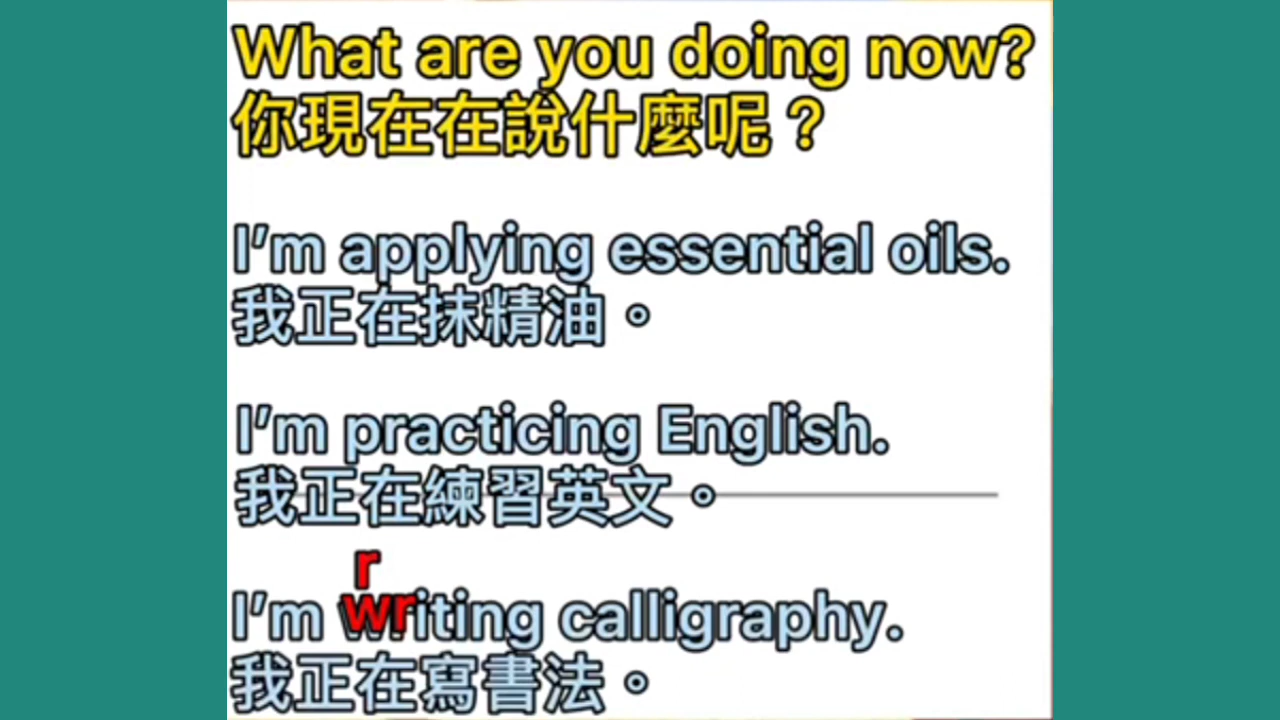 What are you doing now?
你現在在說什麼呢？
I'm applying essential oils.
我正在抹精油。
I'm practicing English.
我正在練習英文。
r
I'm writing calligraphy.
我正在寫書法。